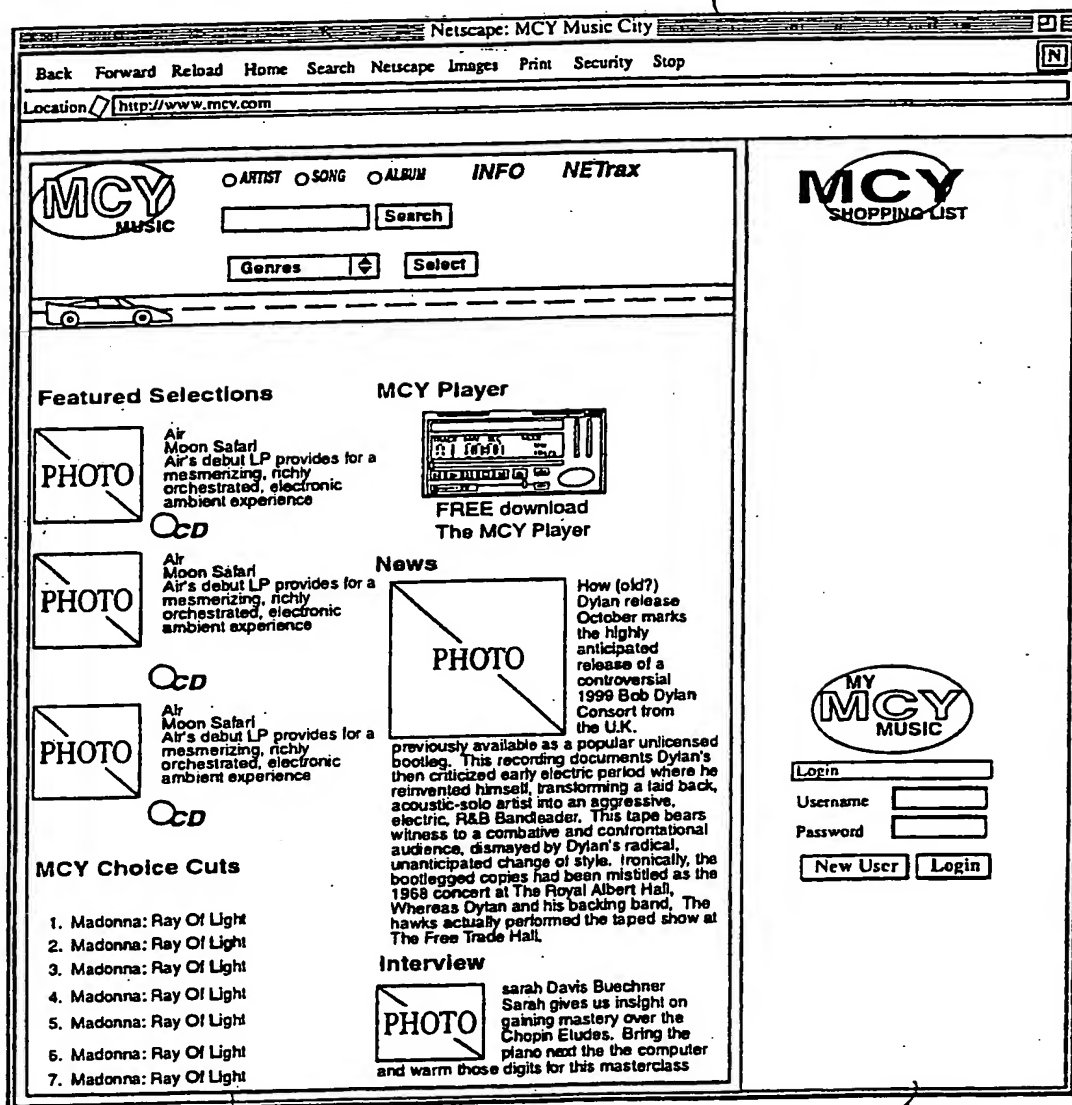 Netscape: MCY Music City
N
Back Forward Reload Home Search Netscape Images Print Security Stop
Location http://www.mcy.com
MCY
MUSIC
ARTIST SONG ALBUM INFO NETrax
Search
Genres Select
MCY
SHOPPING LIST
Featured Selections
PHOTO
Air
Moon Safari
Air's debut LP provides for a
mesmerizing, richly
orchestrated, electronic
ambient experience
CD
PHOTO
Air
Moon Safari
Air's debut LP provides for a
mesmerizing, richly
orchestrated, electronic
ambient experience
CD
PHOTO
Air
Moon Safari
Air's debut LP provides for a
mesmerizing, richly
orchestrated, electronic
ambient experience
CD
MCY Choice Cuts
1. Madonna: Ray Of Light
2. Madonna: Ray Of Light
3. Madonna: Ray Of Light
4. Madonna: Ray Of Light
5. Madonna: Ray Of Light
6. Madonna: Ray Of Light
7. Madonna: Ray Of Light
MCY Player
FREE download
The MCY Player
News
PHOTO
How (old?)
Dylan release
October marks
the highly
anticipated
release of a
controversial
1999 Bob Dylan
Consort from
the U.K.
previously available as a popular unlicensed
bootleg. This recording documents Dylan's
then criticized early electric period where he
reinvented himself, transforming a laid back,
acoustic-solo artist into an aggressive,
electric, R&B Bandleader. This tape bears
witness to a combative and confrontational
audience, dismayed by Dylan's radical,
unanticipated change of style. Ironically, the
bootlegged copies had been mistitled as the
1968 concert at The Royal Albert Hall,
Whereas Dylan and his backing band, The
hawks actually performed the taped show at
The Free Trade Hall.
Interview
PHOTO
sarah Davis Buechner
Sarah gives us insight on
gaining mastery over the
Chopin Eludes. Bring the
piano next the the computer
and warm those digits for this masterclass
MY
MCY
MUSIC
Login
Username
Password
New User Login